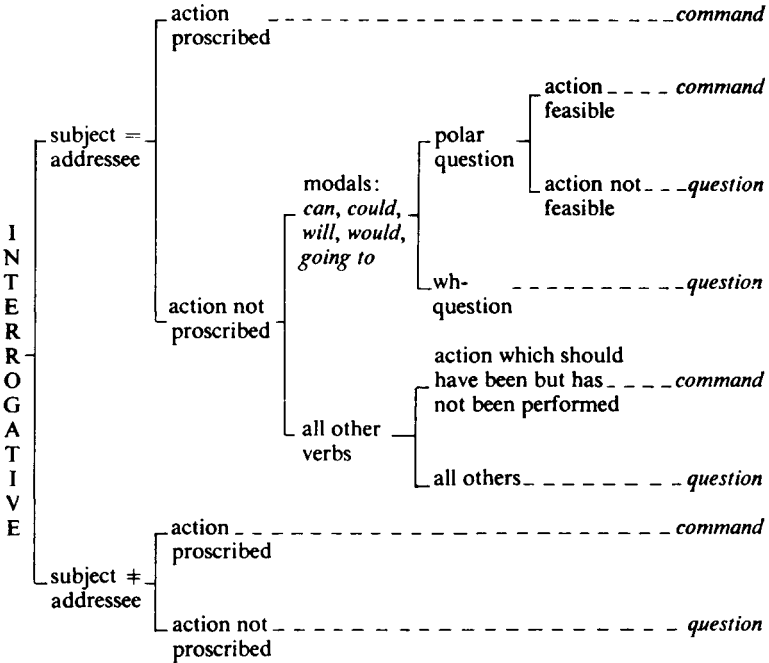 INTERROGATIVE
subject =
addressee
action
proscribed
command
action not
proscribed
modals:
can, could,
will, would,
going to
polar
question
action
feasible
command
action not
feasible
question
wh-
question
question
all other
verbs
action which should
have been but has
not been performed
command
all others
question
subject ≠
addressee
action
proscribed
command
action not
proscribed
question